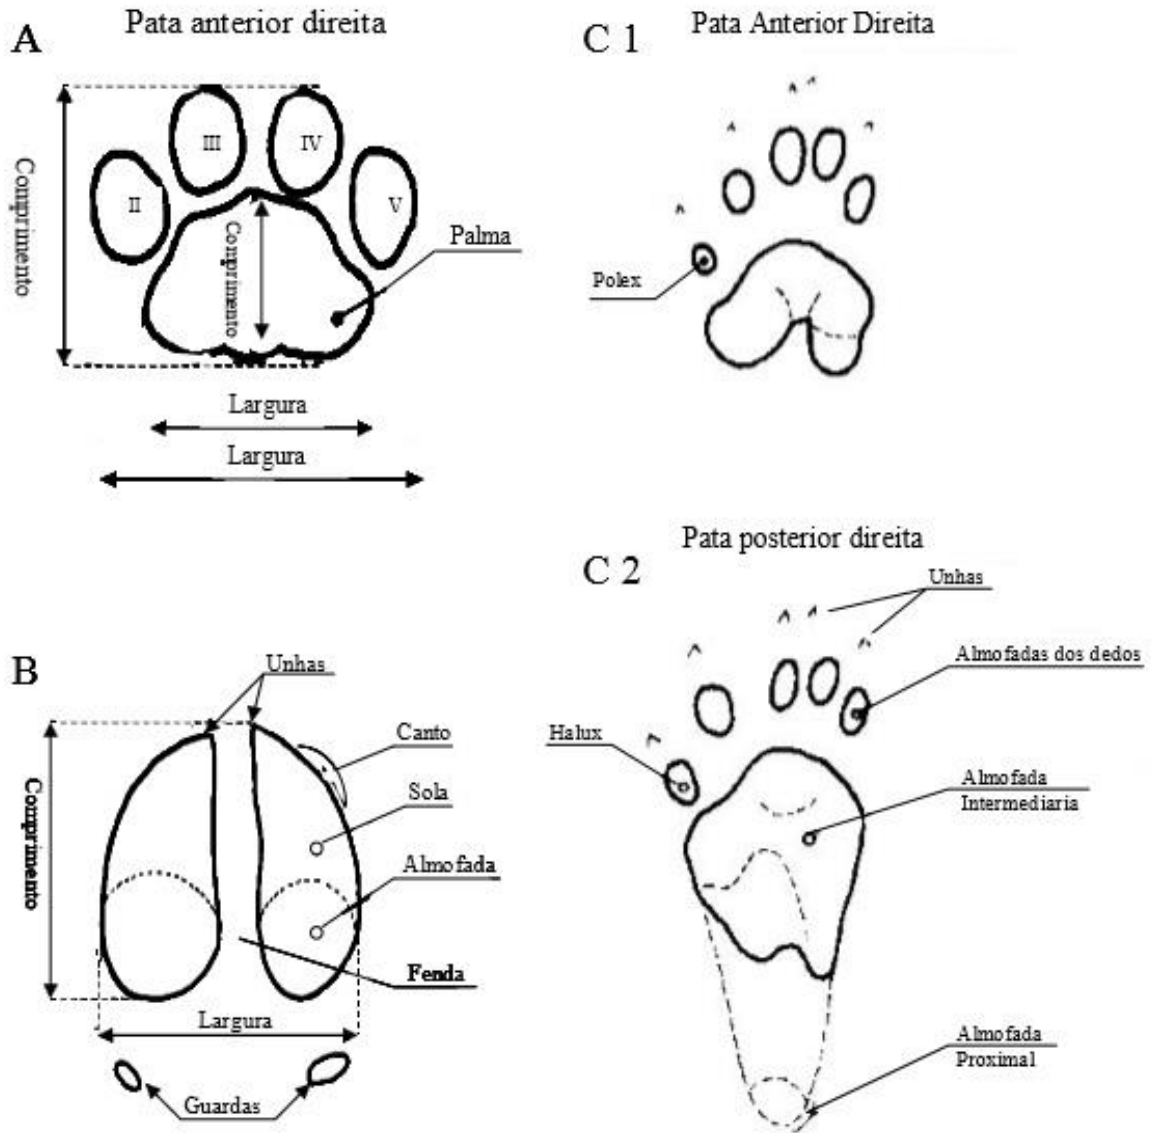 A
Pata anterior direita
Comprimento
II
III
IV
V
Comprimento
Palma
Largura
Largura
C 1
Pata Anterior Direita
Polex
B
Unhas
Canto
Comprimento
Sola
Almofada
Fenda
Largura
Guardas
C 2
Pata posterior direita
Unhas
Almofadas dos dedos
Halux
Almofada
Intermediaria
Almofada
Proximal